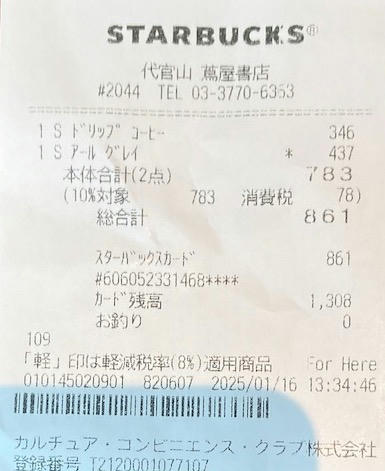 STARBUCKS®
代官山 蔦屋書店
#2044 TEL 03-3770-6353
1 S ﾄﾞﾘｯﾌﾟ ｺｰﾋｰ 346
1 S ｱｰﾙ ｸﾞﾚｲ * 437
本体合計(2点) 783
(10%対象 783 消費税 78)
総合計 861
ｽﾀｰﾊﾞｯｸｽｶｰﾄﾞ 861
#606052331468****
ｶｰﾄﾞ残高 1,308
お釣り 0
109
「軽」印は軽減税率(8%)適用商品 For Here
010145020901 820607 2025/01/16 13:34:46
カルチュア・コンビニエンス・クラブ株式会社
登録番号 T2120001077107